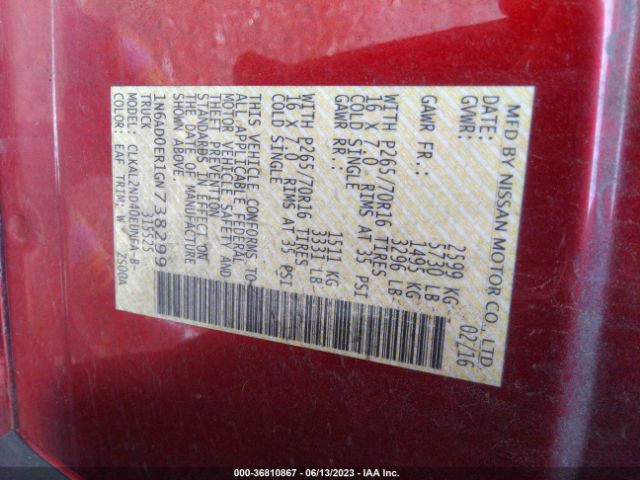 MFD BY NISSAN MOTOR CO., LTD.
DATE: 02/16
GVWR: 2599 KG
5730 LB
GAWR FR: 1495 KG
3296 LB
WITH P265/70R16 TIRES
16 X 7.0 RIMS AT 35 PSI
COLD SINGLE
GAWR RR: 1511 KG
3331 LB
WITH P265/70R16 TIRES
16 X 7.0 RIMS AT 35 PSI
COLD SINGLE
THIS VEHICLE CONFORMS TO
ALL APPLICABLE FEDERAL
MOTOR VEHICLE SAFETY AND
THEFT PREVENTION
STANDARDS IN EFFECT ON
THE DATE OF MANUFACTURE
SHOWN ABOVE.
1N6AD0ER1GN738299
TRUCK 315523
MODEL: CLKAL2ND40EUNFA-B--
COLOR: EAF TRIM: W ZS00A
000-36810867 - 06/13/2023 - IAA Inc.